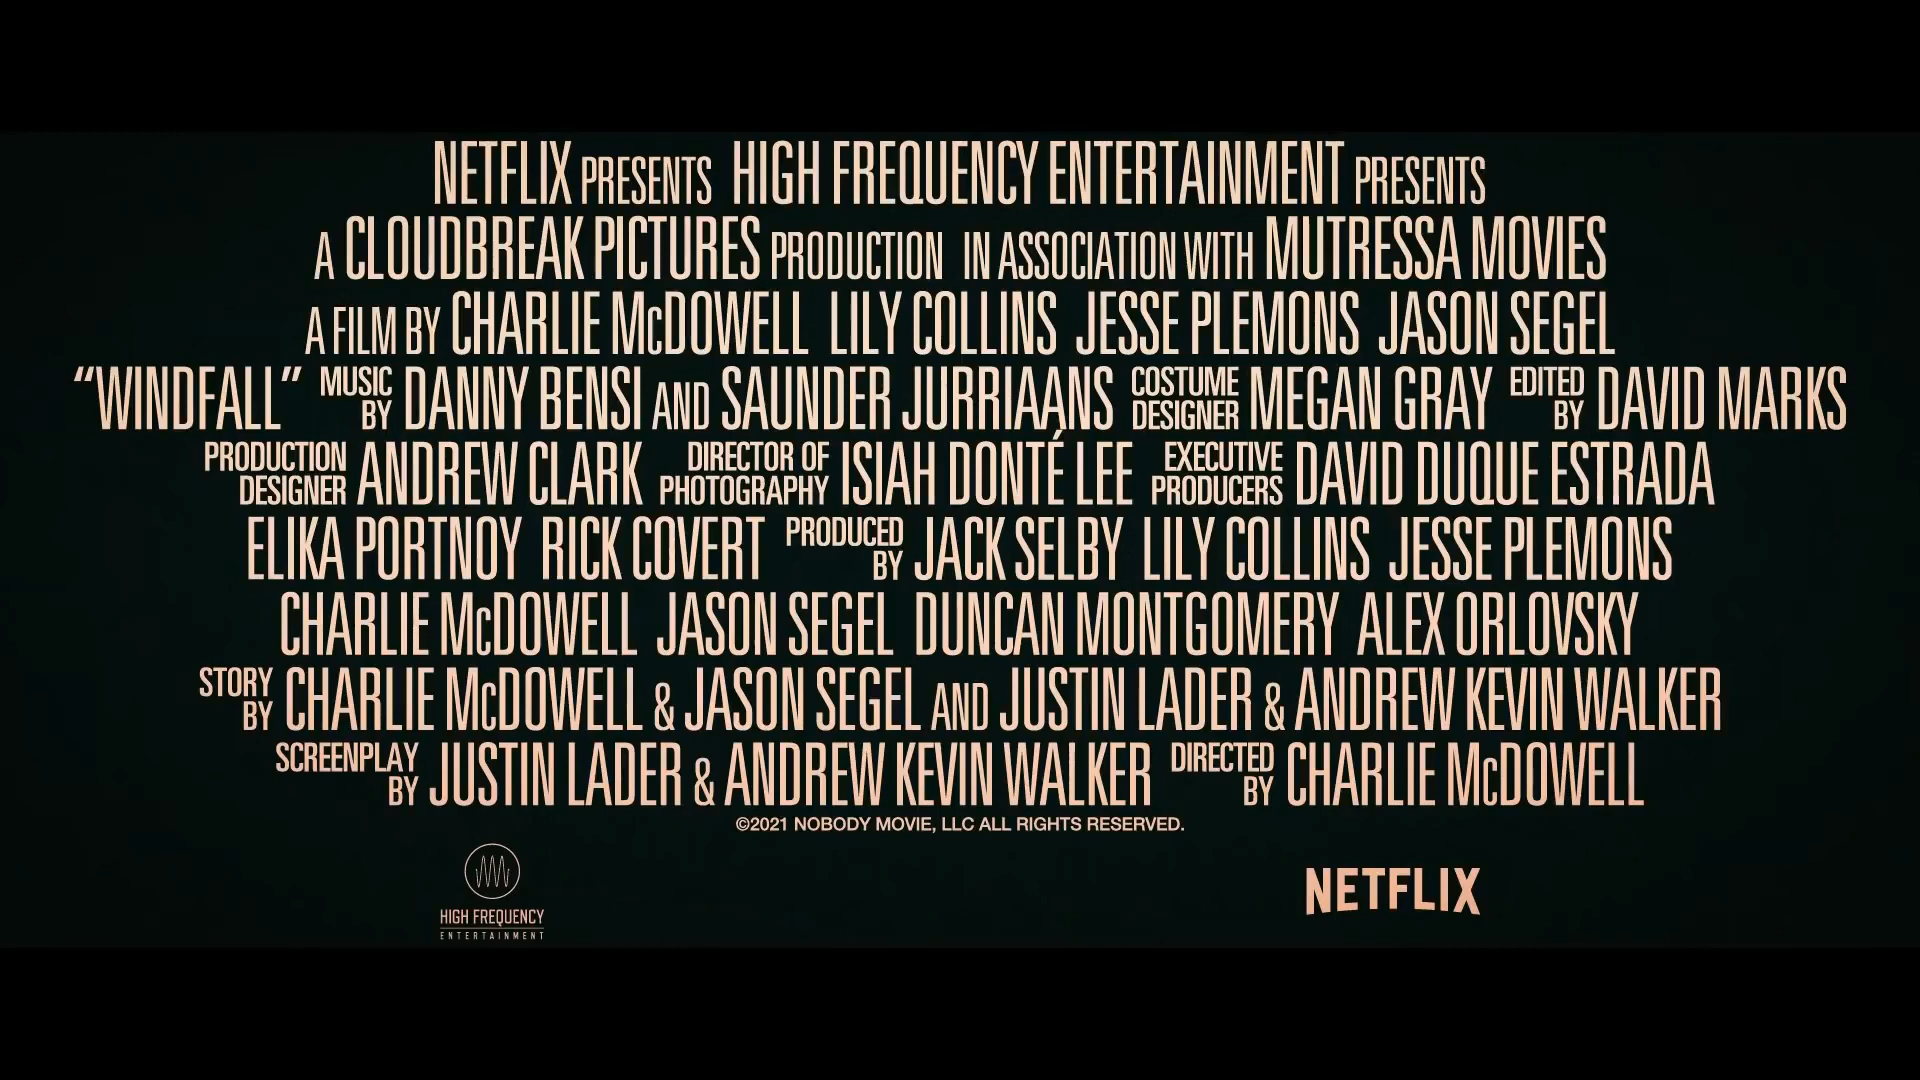 NETFLIX PRESENTS HIGH FREQUENCY ENTERTAINMENT PRESENTS
A CLOUDBREAK PICTURES PRODUCTION IN ASSOCIATION WITH MUTRESSA MOVIES
A FILM BY CHARLIE McDOWELL LILY COLLINS JESSE PLEMONS JASON SEGEL
“WINDFALL” MUSIC BY DANNY BENSI AND SAUNDER JURRIAANS COSTUME DESIGNER MEGAN GRAY EDITED BY DAVID MARKS
PRODUCTION DESIGNER ANDREW CLARK DIRECTOR OF PHOTOGRAPHY ISIAH DONTÉ LEE EXECUTIVE PRODUCERS DAVID DUQUE ESTRADA
ELIKA PORTNOY RICK COVERT PRODUCED BY JACK SELBY LILY COLLINS JESSE PLEMONS
CHARLIE McDOWELL JASON SEGEL DUNCAN MONTGOMERY ALEX ORLOVSKY
STORY BY CHARLIE McDOWELL & JASON SEGEL AND JUSTIN LADER & ANDREW KEVIN WALKER
SCREENPLAY BY JUSTIN LADER & ANDREW KEVIN WALKER DIRECTED BY CHARLIE McDOWELL
©2021 NOBODY MOVIE, LLC ALL RIGHTS RESERVED.
HIGH FREQUENCY
ENTERTAINMENT
NETFLIX